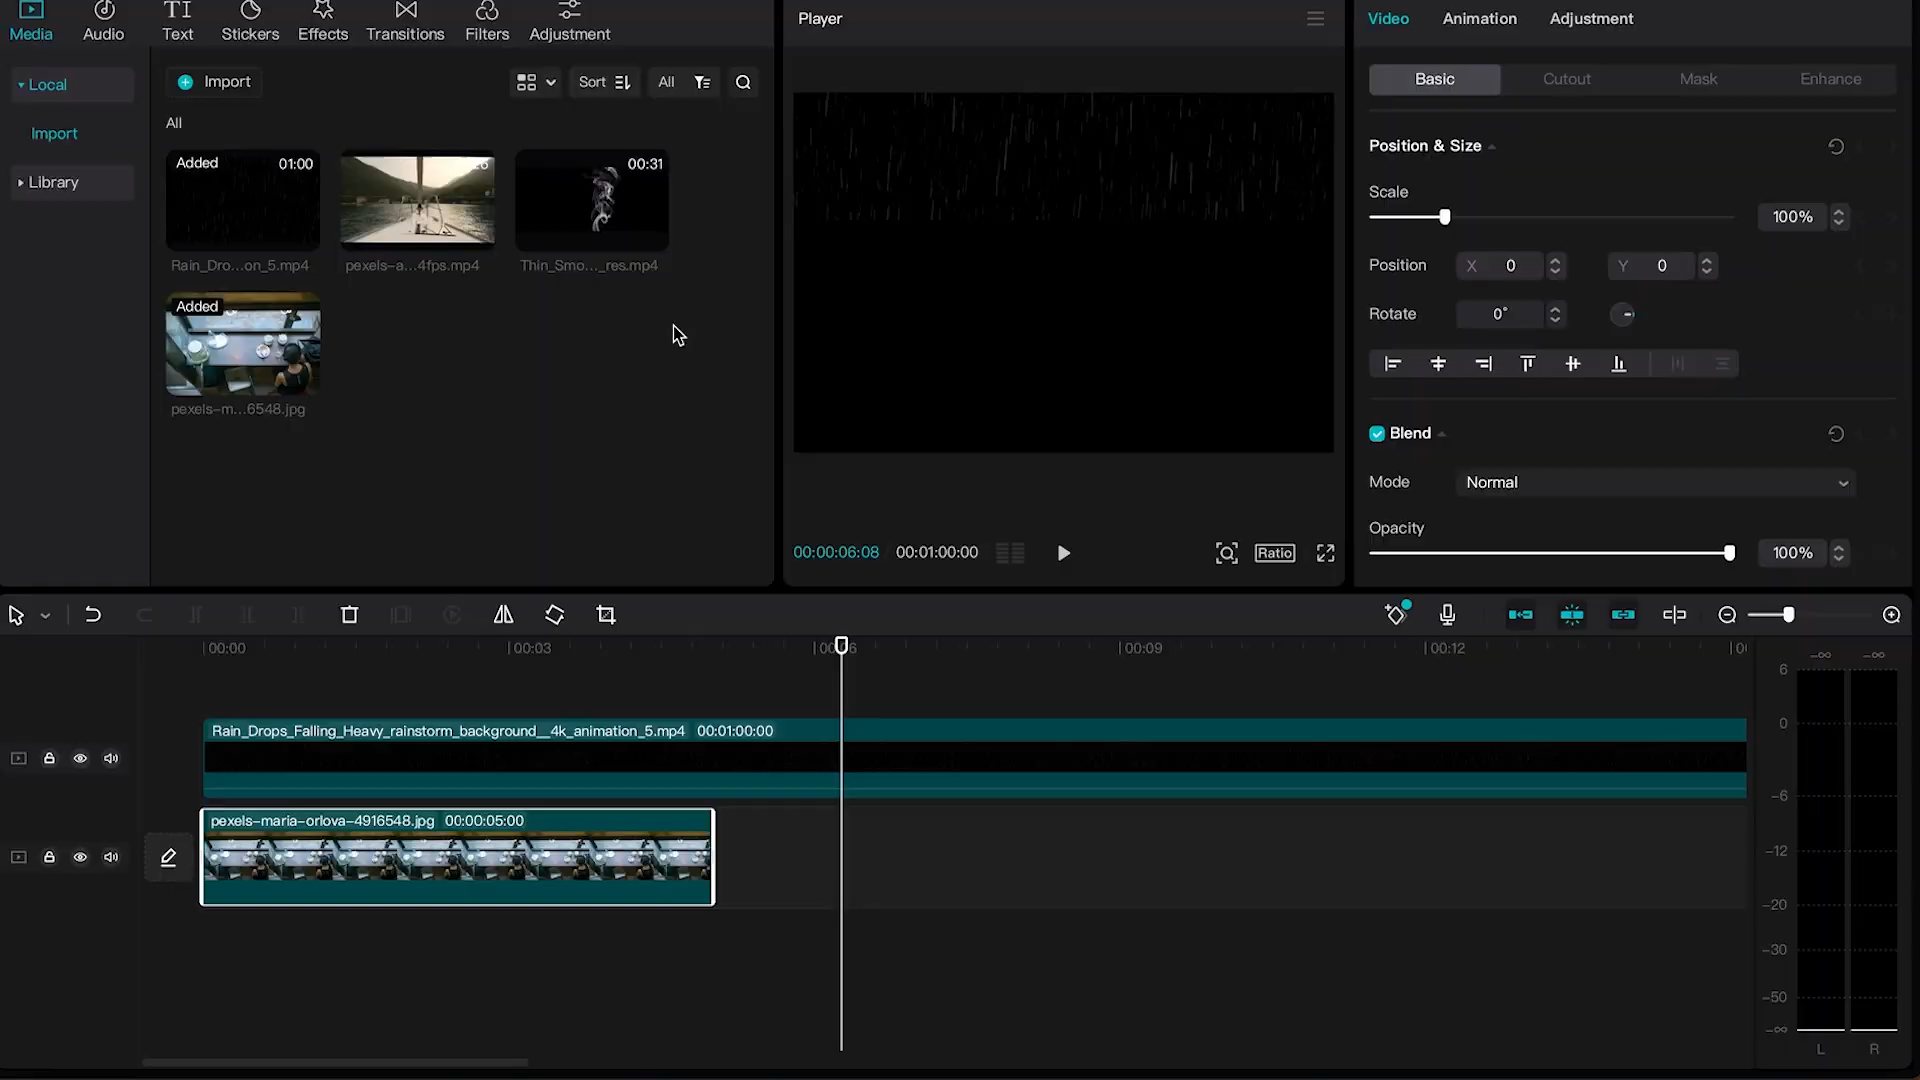 Media
Audio
Text
Stickers
Effects
Transitions
Filters
Adjustment
Local
Import
Library
Import
Sort
All
All
Added
01:00
Rain_Dro...on_5.mp4
pexels-a...4fps.mp4
00:31
Thin_Smo..._res.mp4
Added
pexels-m...6548.jpg
Player
00:00:06:08
00:01:00:00
Ratio
Video
Animation
Adjustment
Basic
Cutout
Mask
Enhance
Position & Size
Scale
100%
Position
X 0
Y 0
Rotate
0°
Blend
Mode
Normal
Opacity
100%
00:00
00:03
00:09
00:12
Rain_Drops_Falling_Heavy_rainstorm_background__4k_animation_5.mp4 00:01:00:00
pexels-maria-orlova-4916548.jpg 00:00:05:00
-∞ -∞
6
0
-6
-12
-20
-30
-50
-∞
L R